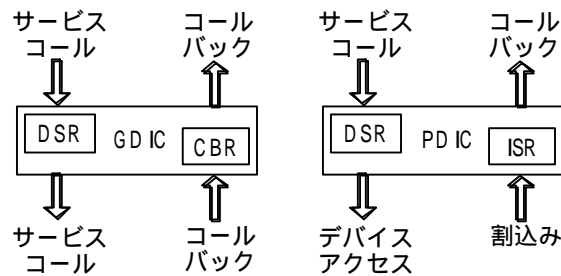 サービス
コール
コール
バック
サービス
コール
コール
バック
DSR
GDIC
CBR
DSR
PDIC
ISR
サービス
コール
コール
バック
デバイス
アクセス
割込み